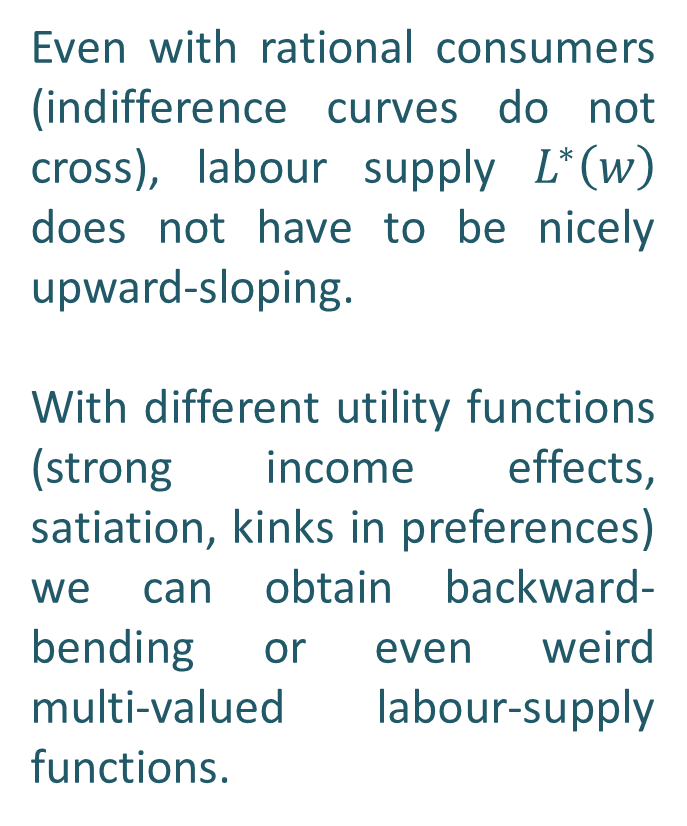 Even with rational consumers
(indifference curves do not
cross), labour supply L*(w)
does not have to be nicely
upward-sloping.
With different utility functions
(strong income effects,
satiation, kinks in preferences)
we can obtain backward-
bending or even weird
multi-valued labour-supply
functions.